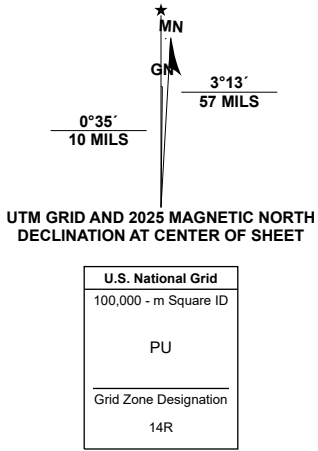 ★
MN
GN
3°13´
57 MILS
0°35´
10 MILS
UTM GRID AND 2025 MAGNETIC NORTH
DECLINATION AT CENTER OF SHEET
U.S. National Grid
100,000 - m Square ID
PU
Grid Zone Designation
14R